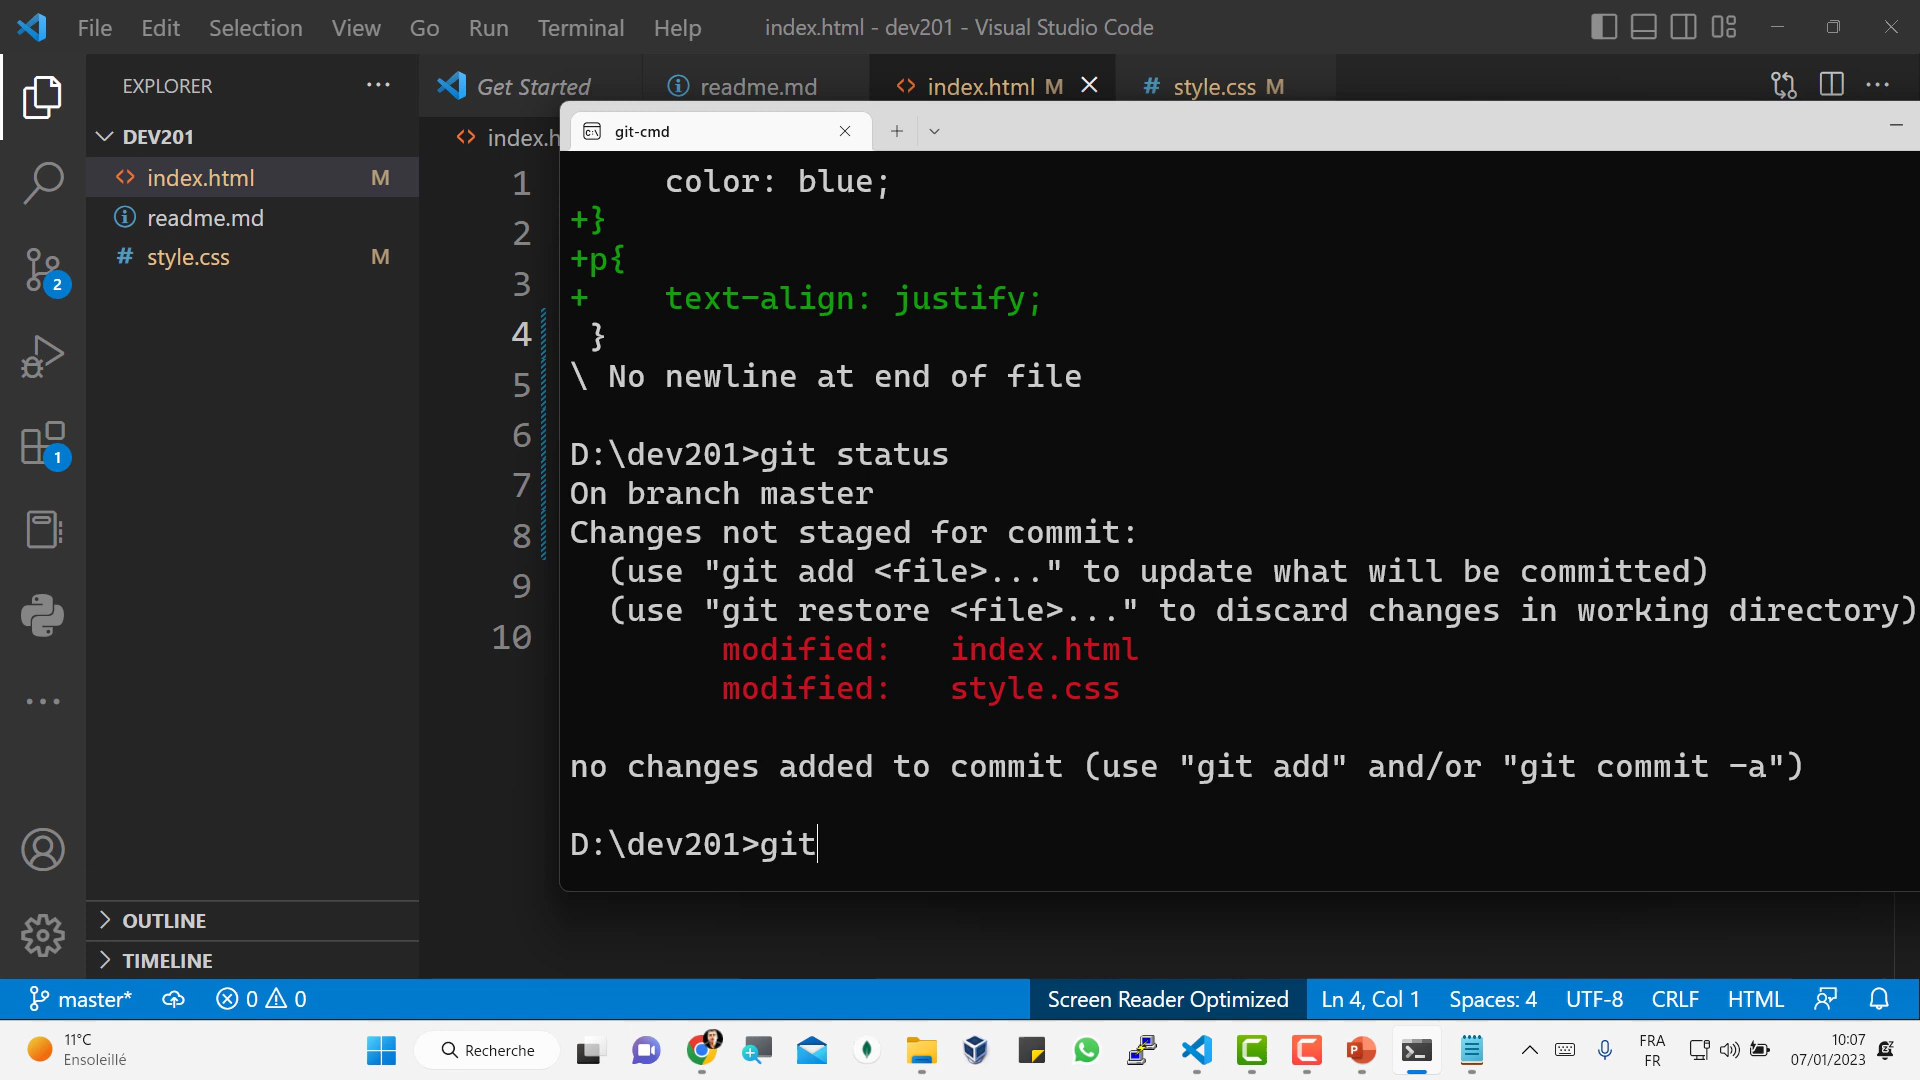 File Edit Selection View Go Run Terminal Help index.html - dev201 - Visual Studio Code
EXPLORER
Get Started
readme.md
index.html M
# style.css M
DEV201
index.html M
readme.md
# style.css M
OUTLINE
TIMELINE
2
1
index.h
1
2
3
4
5
6
7
8
9
10
git-cmd
color: blue;
+}
+p{
+ text-align: justify;
}
\ No newline at end of file
D:\dev201>git status
On branch master
Changes not staged for commit:
(use "git add <file>..." to update what will be committed)
(use "git restore <file>..." to discard changes in working directory)
modified: index.html
modified: style.css
no changes added to commit (use "git add" and/or "git commit -a")
D:\dev201>git
master* 0 0 Screen Reader Optimized Ln 4, Col 1 Spaces: 4 UTF-8 CRLF HTML
11°C
Ensoleillé
Recherche
FRA
FR
10:07
07/01/2023